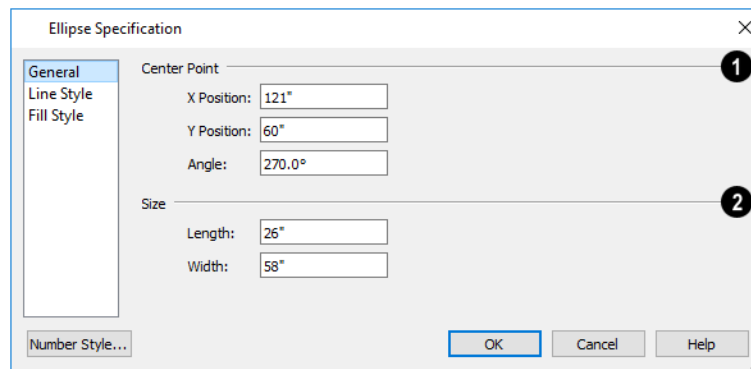 Ellipse Specification
General
Line Style
Fill Style
Center Point
1
X Position: 121"
Y Position: 60"
Angle: 270.0°
Size
2
Length: 26"
Width: 58"
Number Style...
OK
Cancel
Help